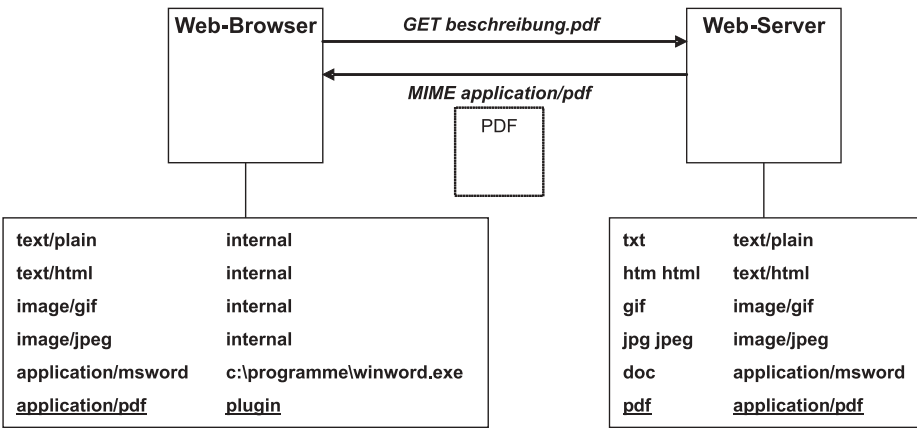 Web-Browser
GET beschreibung.pdf
Web-Server
MIME application/pdf
PDF
text/plain internal
text/html internal
image/gif internal
image/jpeg internal
application/msword c:\programme\winword.exe
application/pdf plugin
txt text/plain
htm html text/html
gif image/gif
jpg jpeg image/jpeg
doc application/msword
pdf application/pdf